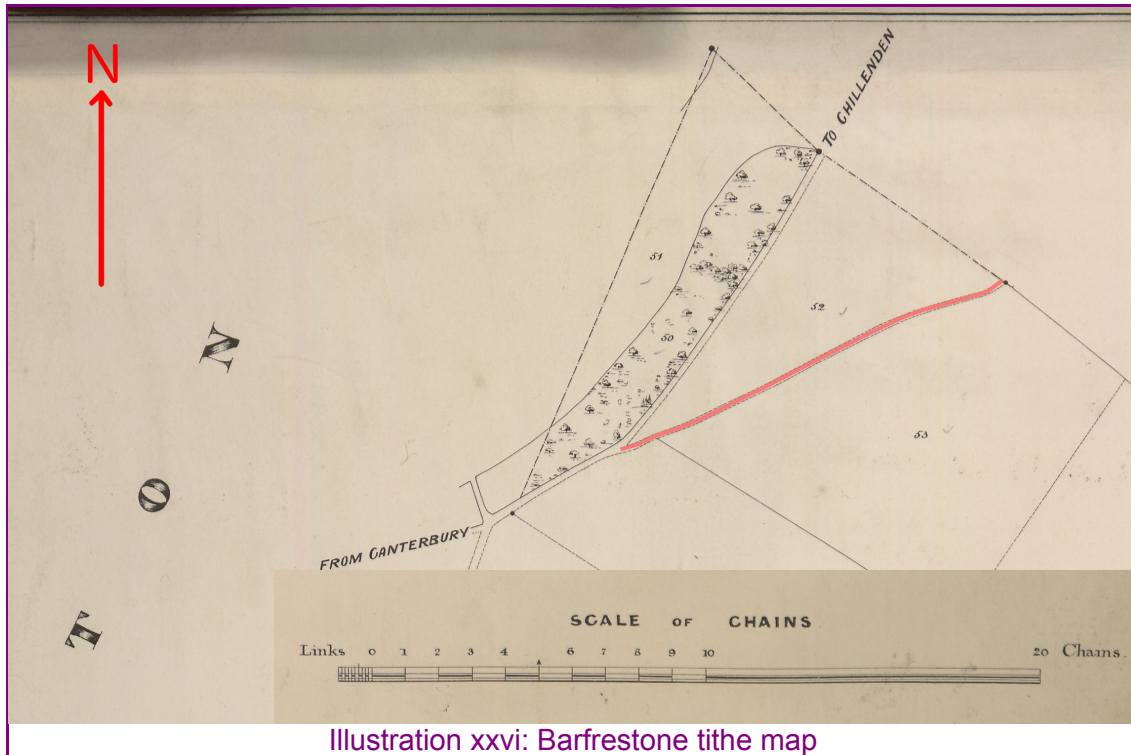 N
TO CHILLENDEN
51
52
50
53
N
O
T
FROM CANTERBURY
SCALE OF CHAINS
Links 0 1 2 3 4 6 7 8 9 10 20 Chains.
Illustration xxvi: Barfrestone tithe map